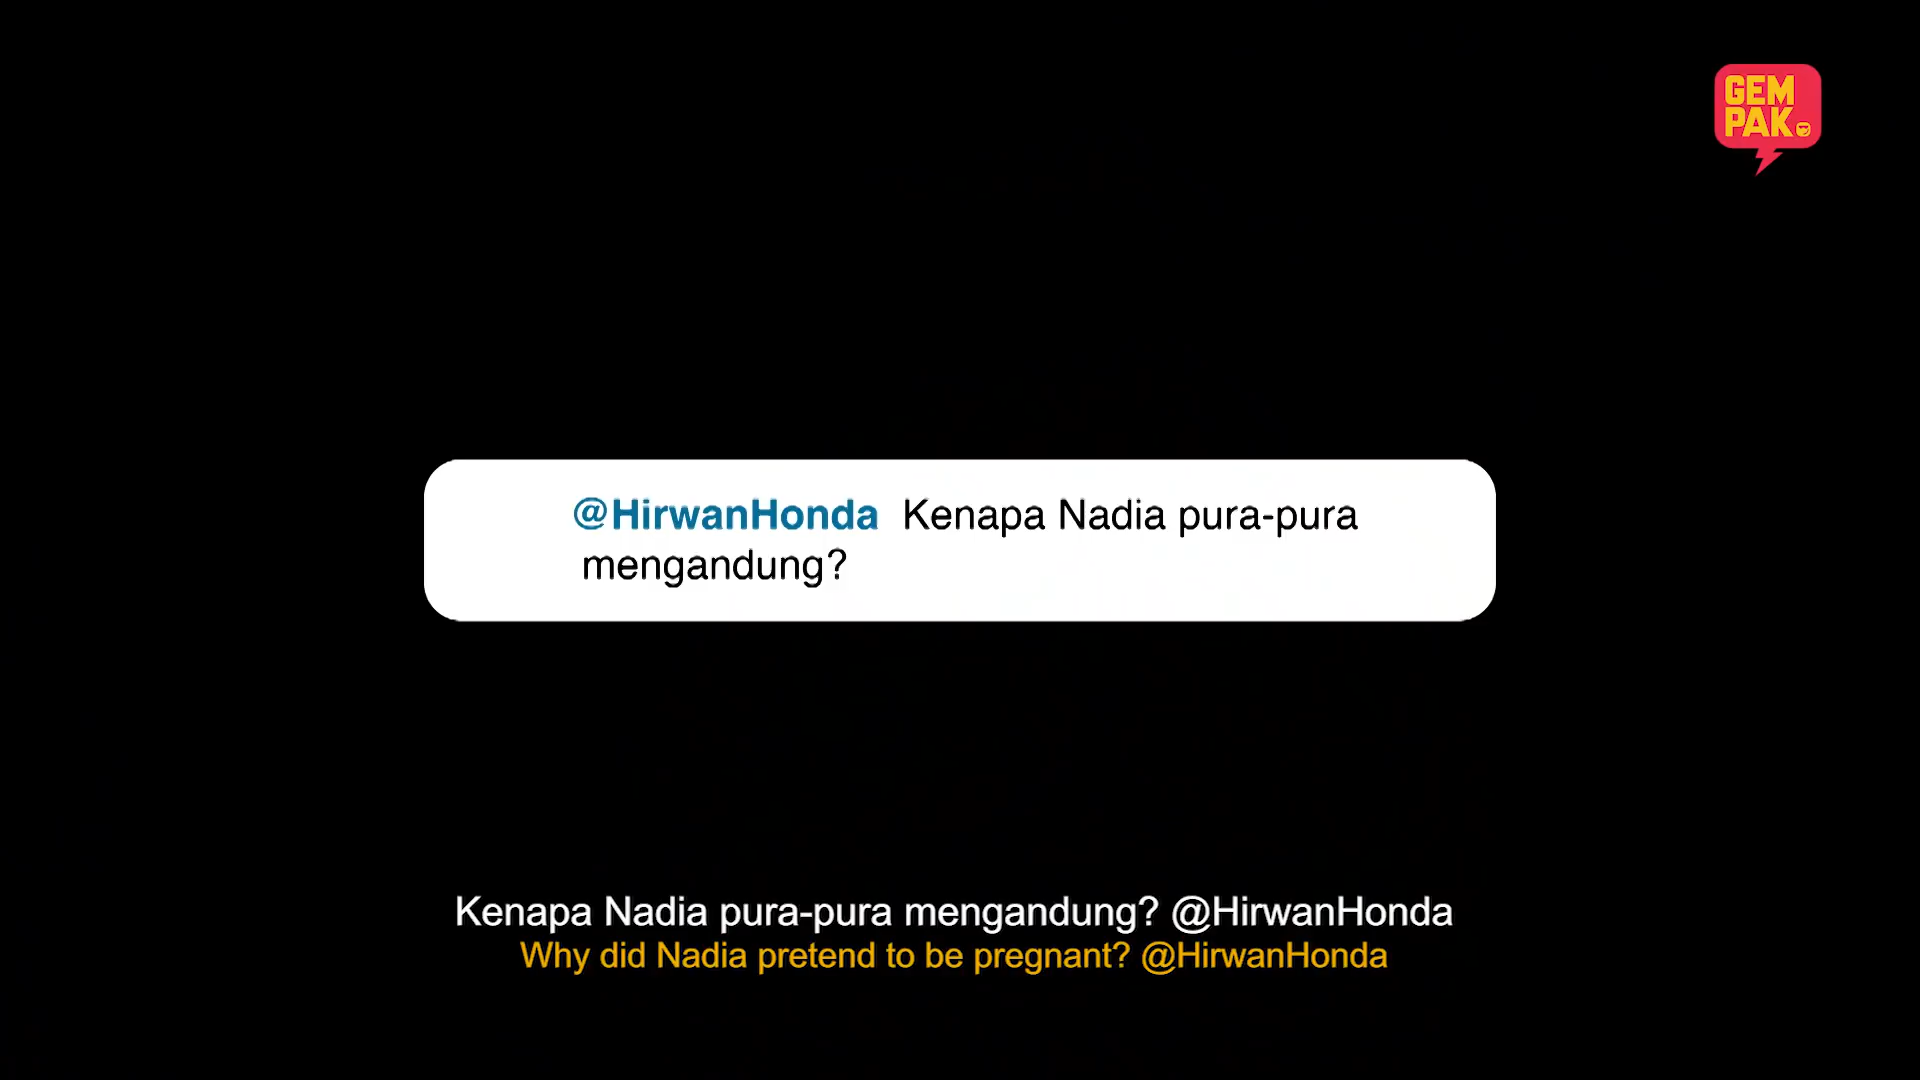 GEM
PAK
@HirwanHonda Kenapa Nadia pura-pura
mengandung?
Kenapa Nadia pura-pura mengandung? @HirwanHonda
Why did Nadia pretend to be pregnant? @HirwanHonda